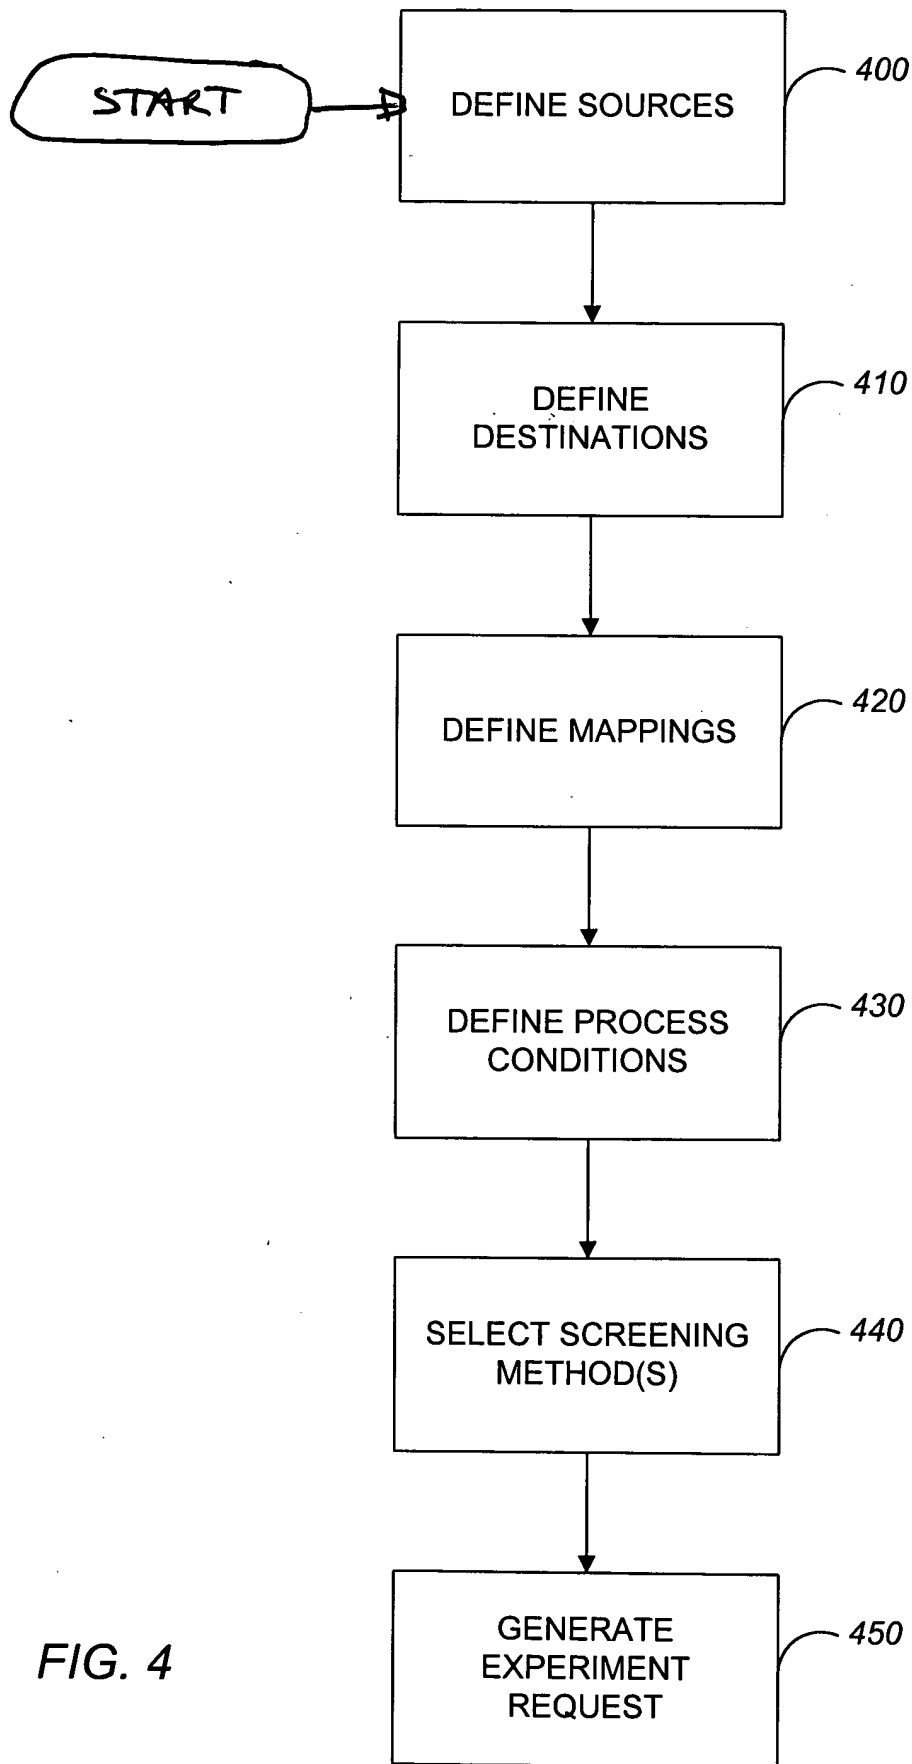 START
DEFINE SOURCES
400
DEFINE
DESTINATIONS
410
DEFINE MAPPINGS
420
DEFINE PROCESS
CONDITIONS
430
SELECT SCREENING
METHOD(S)
440
GENERATE
EXPERIMENT
REQUEST
450
FIG. 4